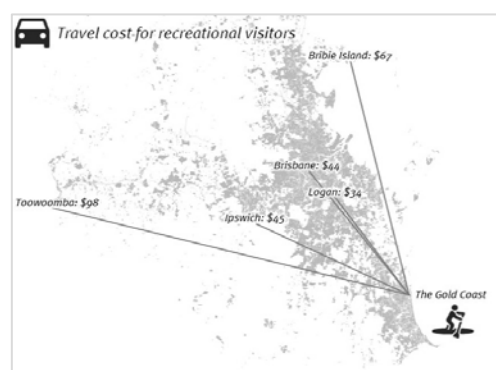 Travel cost for recreational visitors
Bribie Island: $67
Brisbane: $44
Logan: $34
Toowoomba: $98
Ipswich: $45
The Gold Coast